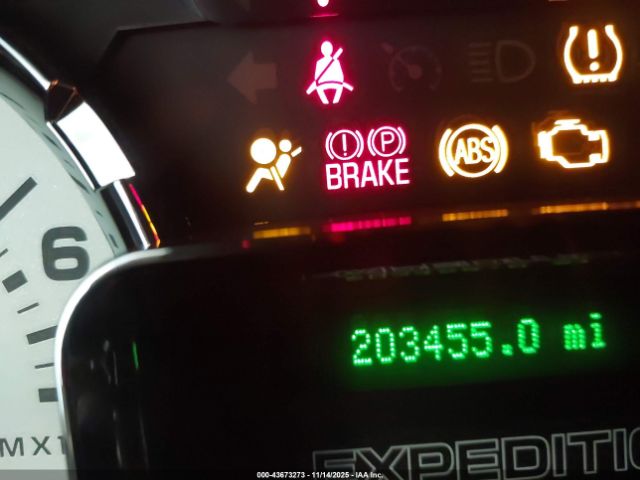 (!) (P)
BRAKE
ABS
6
203455.0 mi
MX1
EXPEDITIO
000-43673273 - 11/14/2025 - IAA Inc.